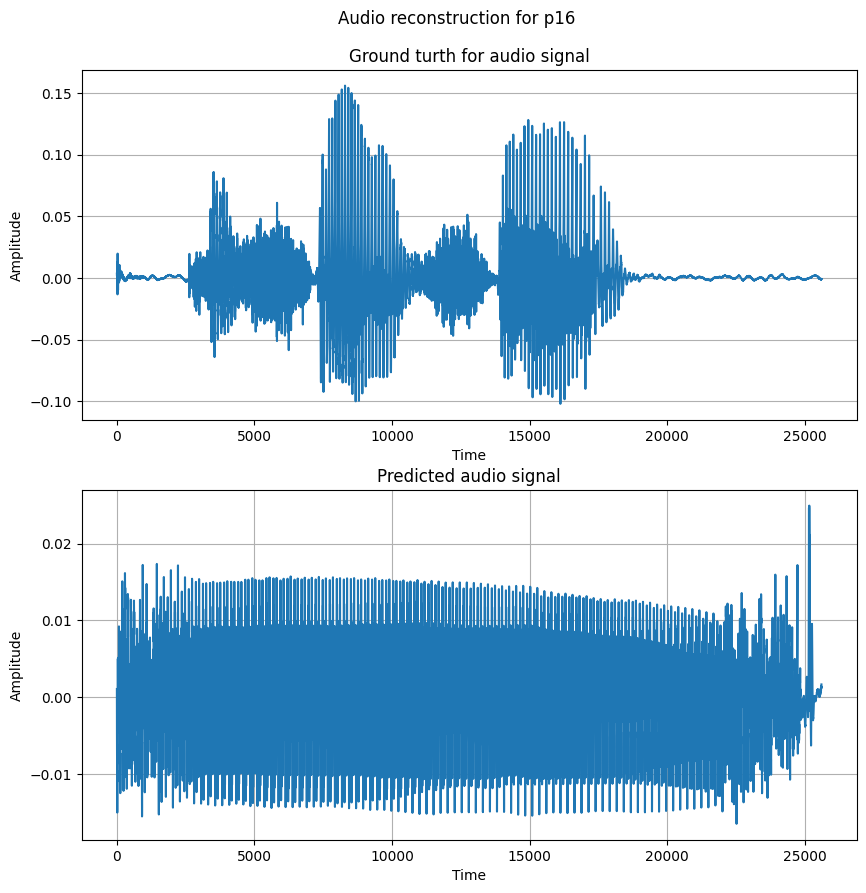 Audio reconstruction for p16
Ground turth for audio signal
0.15
0.10
0.05
0.00
−0.05
−0.10
Amplitude
0 5000 10000 15000 20000 25000
Time
Predicted audio signal
0.02
0.01
0.00
−0.01
Amplitude
0 5000 10000 15000 20000 25000
Time